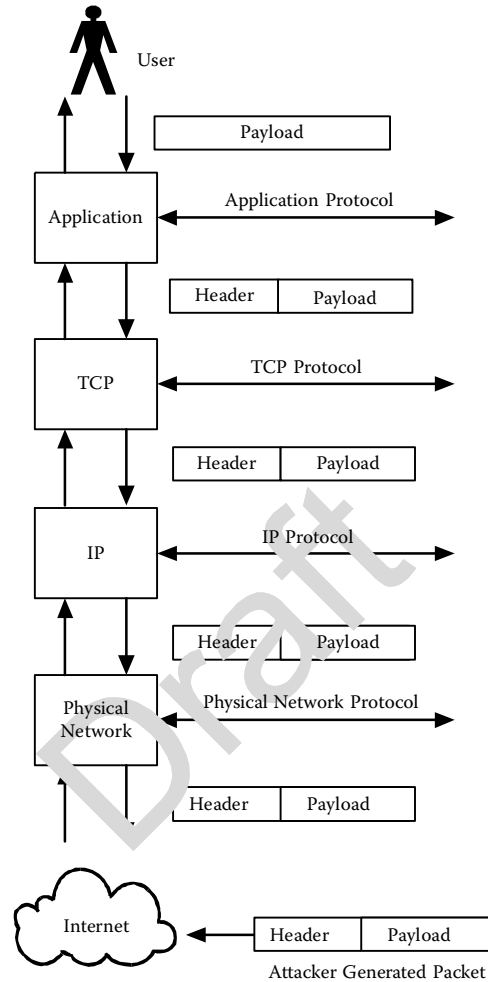 User
Payload
Application
Application Protocol
Header Payload
TCP
TCP Protocol
Header Payload
IP
IP Protocol
Header Payload
Physical
Network
Physical Network Protocol
Header Payload
Internet
Header Payload
Attacker Generated Packet
Draft